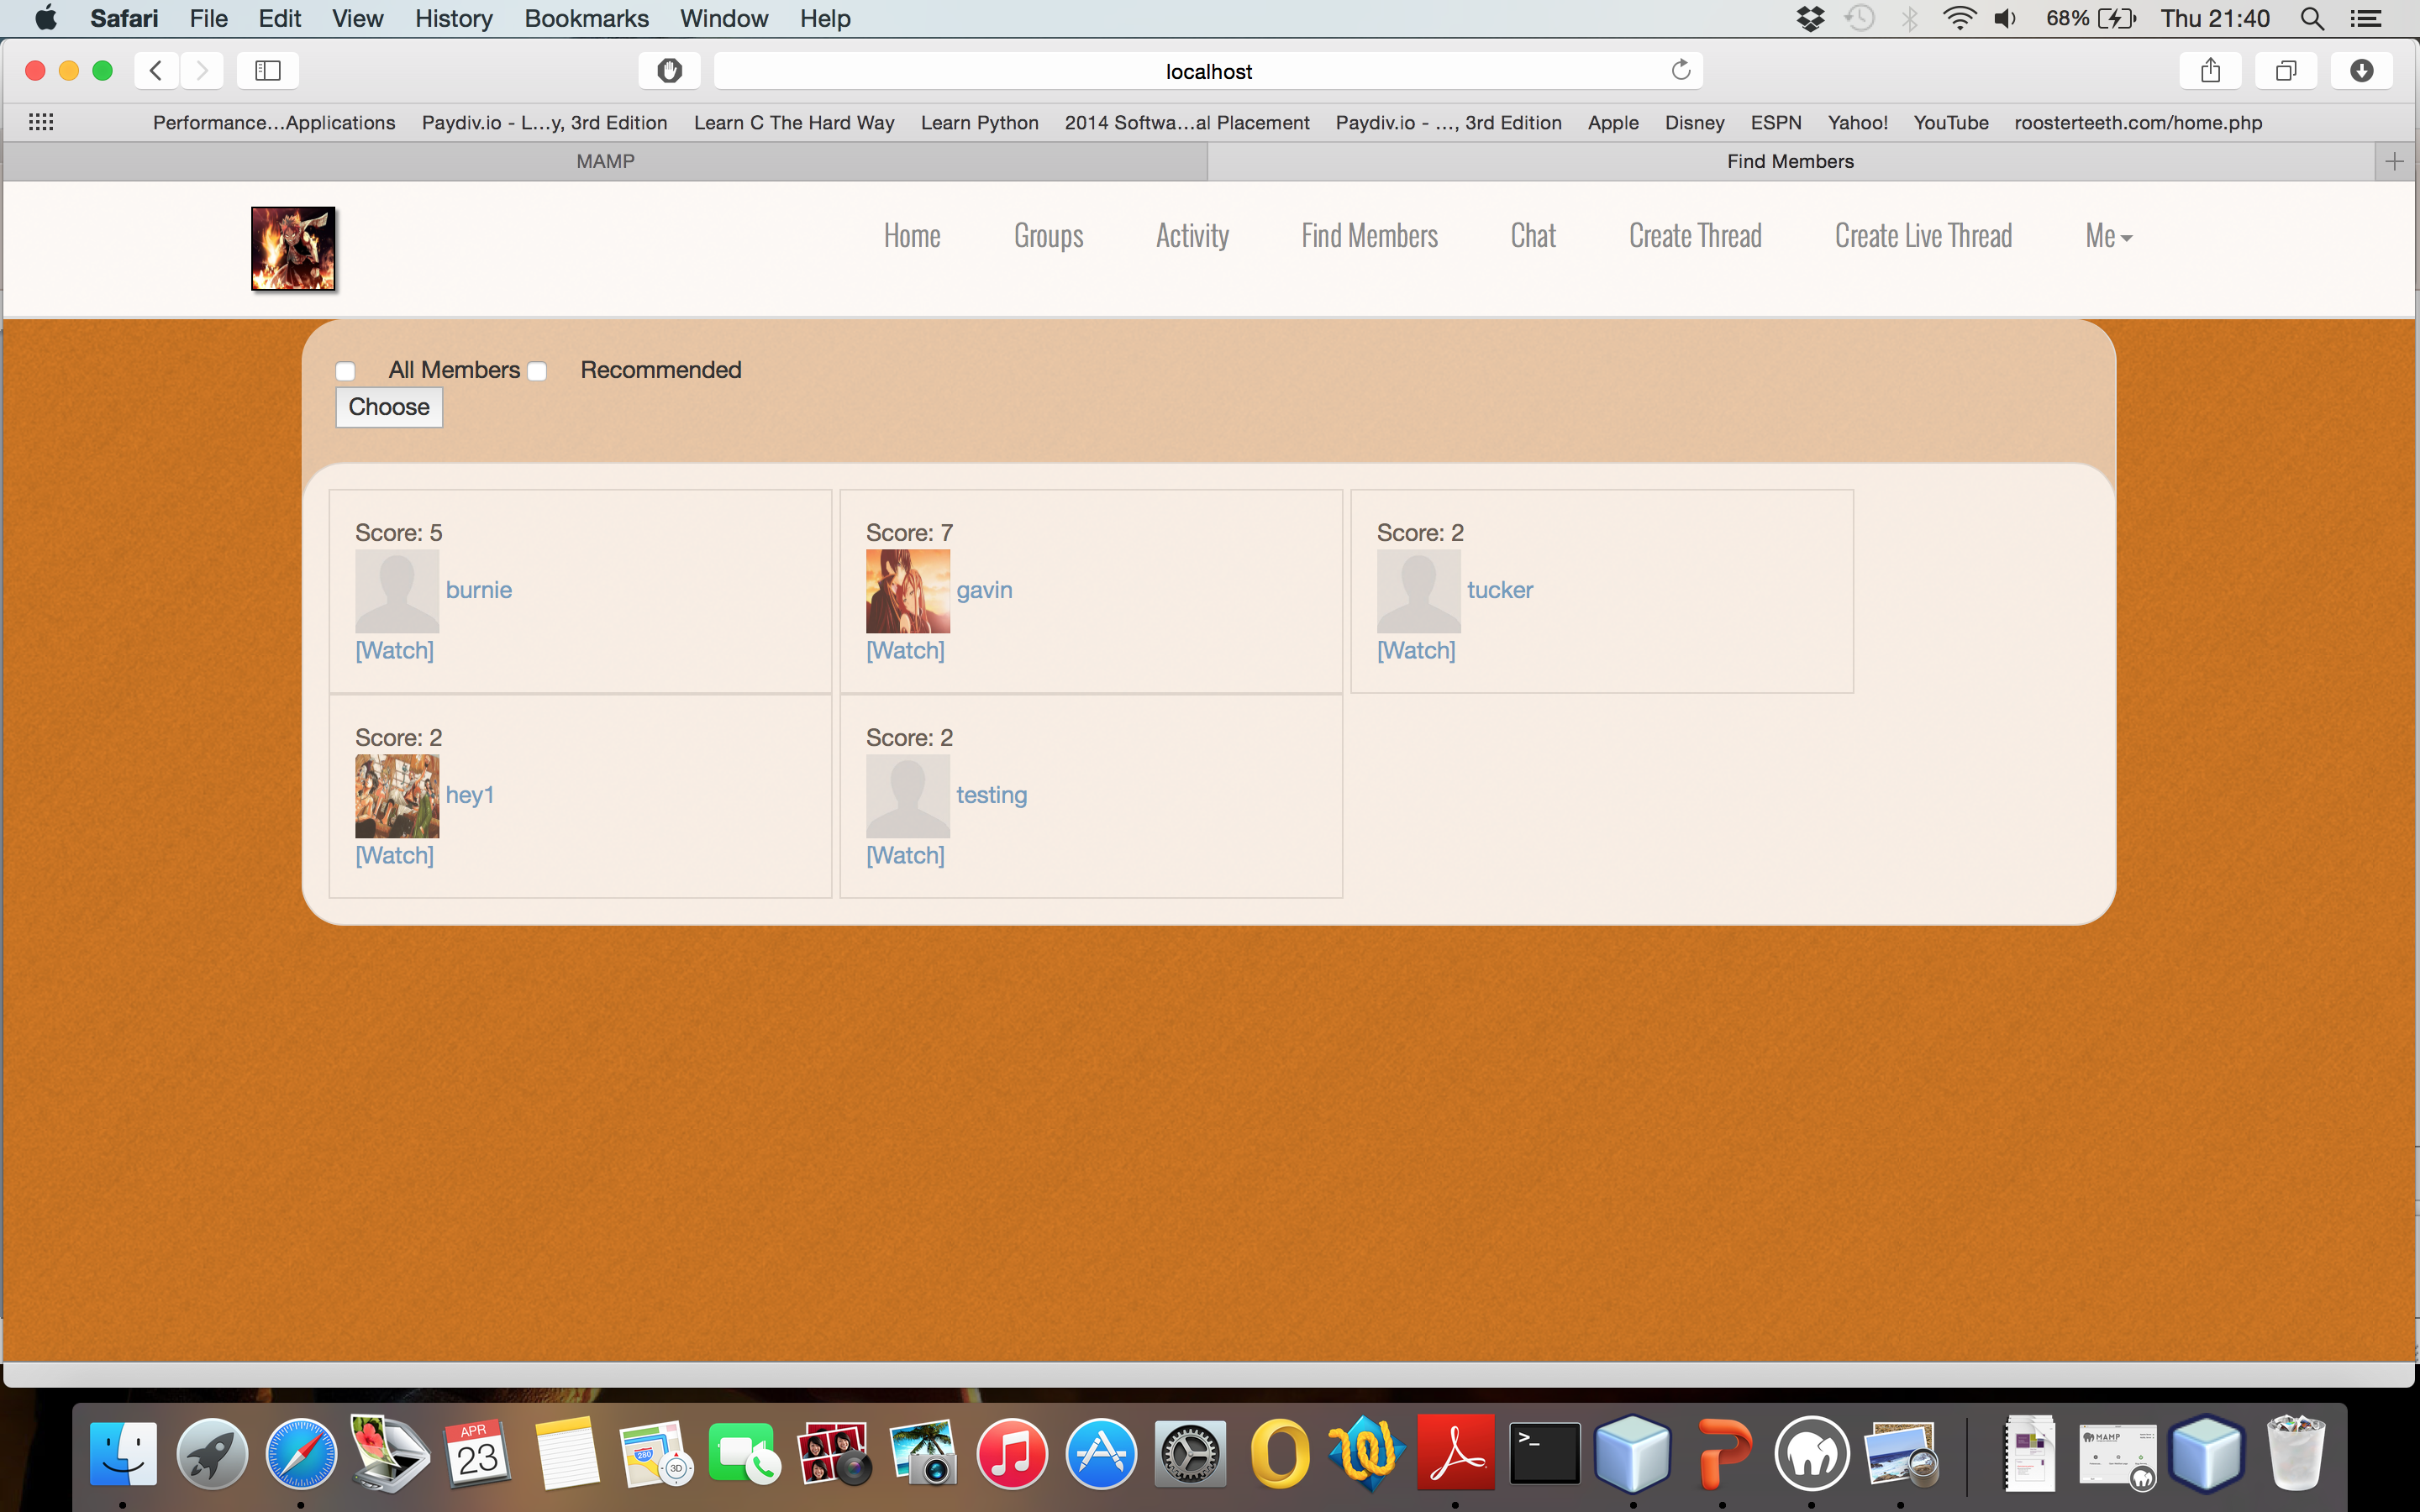 Safari File Edit View History Bookmarks Window Help 68% Thu 21:40
localhost
Performance…Applications Paydiv.io - L…y, 3rd Edition Learn C The Hard Way Learn Python 2014 Softwa…al Placement Paydiv.io - …, 3rd Edition Apple Disney ESPN Yahoo! YouTube roosterteeth.com/home.php
MAMP Find Members
Home Groups Activity Find Members Chat Create Thread Create Live Thread Me
All Members Recommended
Choose
Score: 5 Score: 7 Score: 2
burnie gavin tucker
[Watch] [Watch] [Watch]
Score: 2 Score: 2
hey1 testing
[Watch] [Watch]
APR
23
280
3D
>_
MAMP